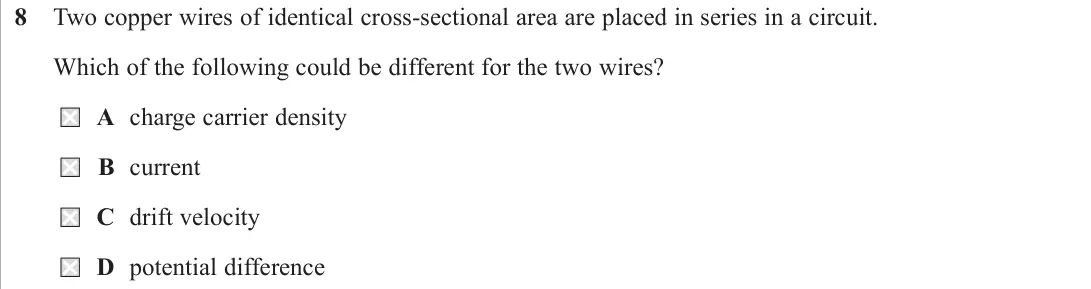 8 Two copper wires of identical cross-sectional area are placed in series in a circuit.
Which of the following could be different for the two wires?
A charge carrier density
B current
C drift velocity
D potential difference